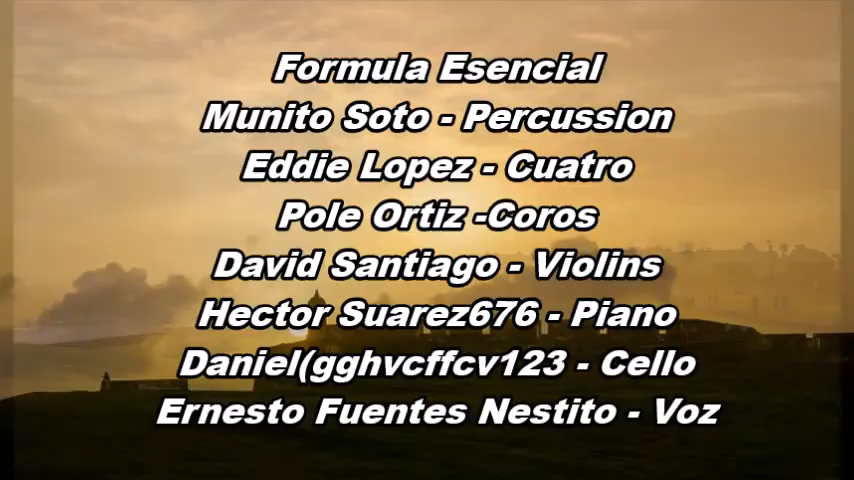 Formula Esencial
Munito Soto - Percussion
Eddie Lopez - Cuatro
Pole Ortiz -Coros
David Santiago - Violins
Hector Suarez676 - Piano
Daniel(gghvcffcv123 - Cello
Ernesto Fuentes Nestito - Voz